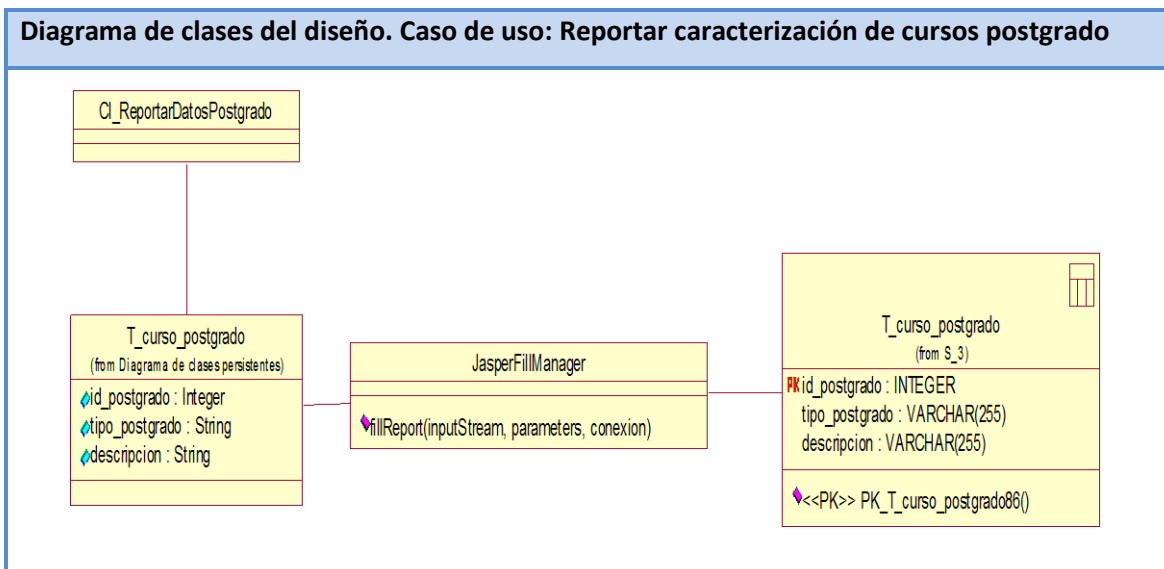 Diagrama de clases del diseño. Caso de uso: Reportar caracterización de cursos postgrado
CI_ReportarDatosPostgrado
T_curso_postgrado
(from Diagrama de clases persistentes)
id_postgrado : Integer
tipo_postgrado : String
descripcion : String
JasperFillManager
fillReport(inputStream, parameters, conexion)
T_curso_postgrado
(from S_3)
PK id_postgrado : INTEGER
tipo_postgrado : VARCHAR(255)
descripcion : VARCHAR(255)
<<PK>> PK_T_curso_postgrado86()